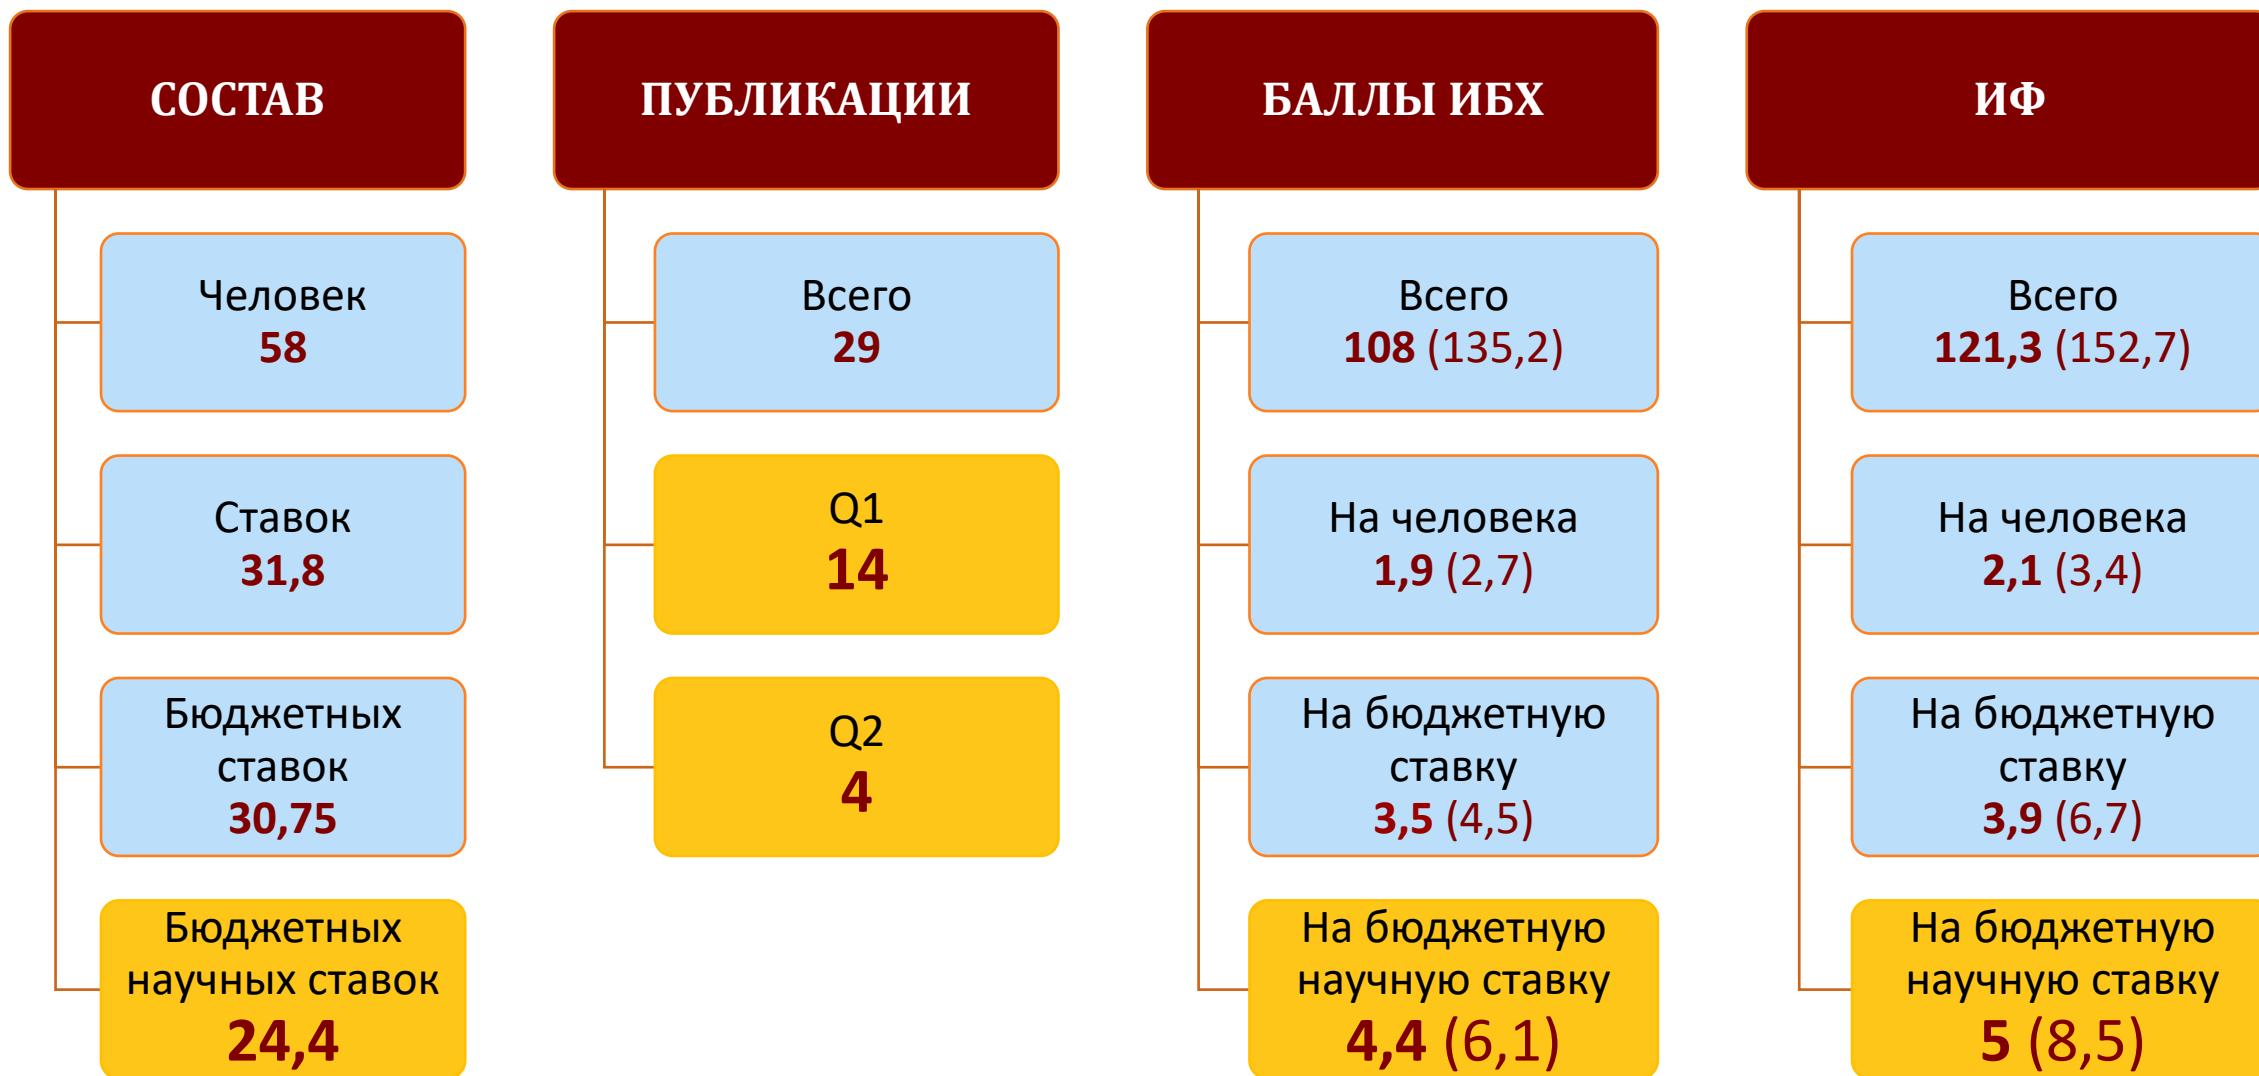 СОСТАВ
Человек
58
Ставок
31,8
Бюджетных
ставок
30,75
Бюджетных
научных ставок
24,4
ПУБЛИКАЦИИ
Всего
29
Q1
14
Q2
4
БАЛЛЫ ИБХ
Всего
108 (135,2)
На человека
1,9 (2,7)
На бюджетную
ставку
3,5 (4,5)
На бюджетную
научную ставку
4,4 (6,1)
ИФ
Всего
121,3 (152,7)
На человека
2,1 (3,4)
На бюджетную
ставку
3,9 (6,7)
На бюджетную
научную ставку
5 (8,5)